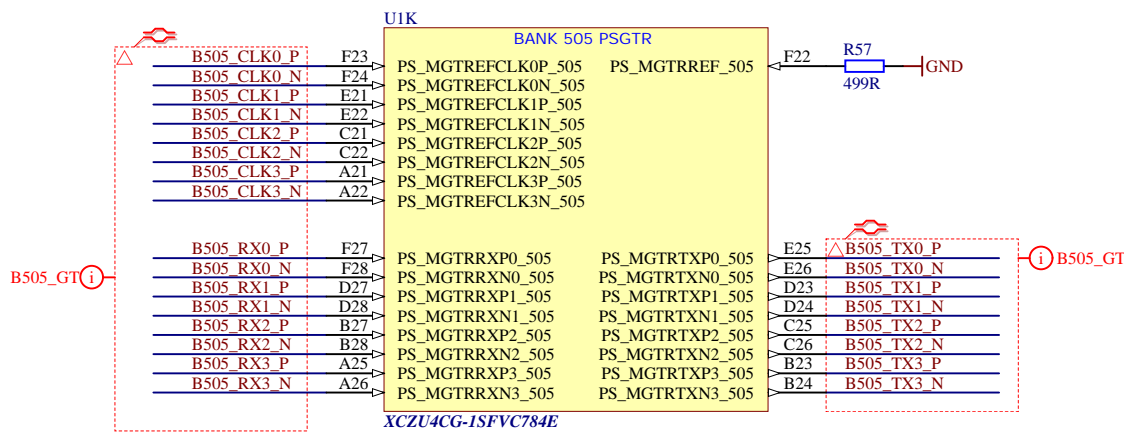 U1K
BANK 505 PSGTR
B505_CLK0_P F23 PS_MGTREFCLK0P_505 PS_MGTRREF_505 F22 R57 499R GND
B505_CLK0_N F24 PS_MGTREFCLK0N_505
B505_CLK1_P E21 PS_MGTREFCLK1P_505
B505_CLK1_N E22 PS_MGTREFCLK1N_505
B505_CLK2_P C21 PS_MGTREFCLK2P_505
B505_CLK2_N C22 PS_MGTREFCLK2N_505
B505_CLK3_P A21 PS_MGTREFCLK3P_505
B505_CLK3_N A22 PS_MGTREFCLK3N_505
B505_RX0_P F27 PS_MGTRRXP0_505 PS_MGTRTXP0_505 E25 B505_TX0_P
B505_GT i B505_RX0_N F28 PS_MGTRRXN0_505 PS_MGTRTXN0_505 E26 B505_TX0_N i B505_GT
B505_RX1_P D27 PS_MGTRRXP1_505 PS_MGTRTXP1_505 D23 B505_TX1_P
B505_RX1_N D28 PS_MGTRRXN1_505 PS_MGTRTXN1_505 D24 B505_TX1_N
B505_RX2_P B27 PS_MGTRRXP2_505 PS_MGTRTXP2_505 C25 B505_TX2_P
B505_RX2_N B28 PS_MGTRRXN2_505 PS_MGTRTXN2_505 C26 B505_TX2_N
B505_RX3_P A25 PS_MGTRRXP3_505 PS_MGTRTXP3_505 B23 B505_TX3_P
B505_RX3_N A26 PS_MGTRRXN3_505 PS_MGTRTXN3_505 B24 B505_TX3_N
XCZU4CG-1SFVC784E